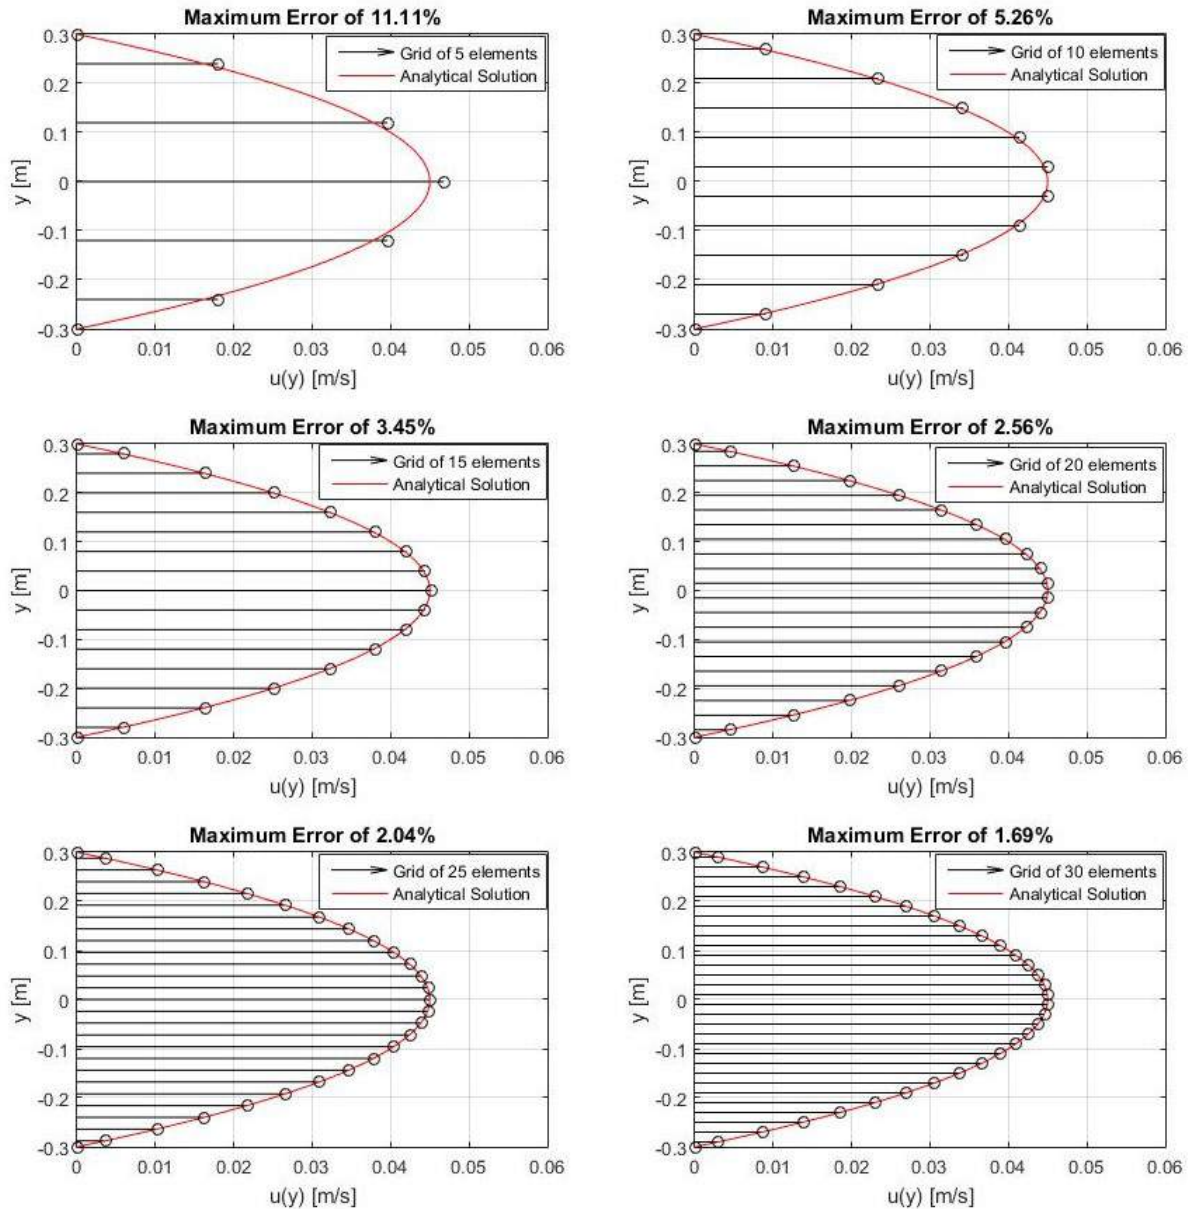 Maximum Error of 11.11%
Grid of 5 elements
Analytical Solution
y [m]
0.3
0.2
0.1
0
-0.1
-0.2
-0.3
0 0.01 0.02 0.03 0.04 0.05 0.06
u(y) [m/s]
Maximum Error of 5.26%
Grid of 10 elements
Analytical Solution
y [m]
0.3
0.2
0.1
0
-0.1
-0.2
-0.3
0 0.01 0.02 0.03 0.04 0.05 0.06
u(y) [m/s]
Maximum Error of 3.45%
Grid of 15 elements
Analytical Solution
y [m]
0.3
0.2
0.1
0
-0.1
-0.2
-0.3
0 0.01 0.02 0.03 0.04 0.05 0.06
u(y) [m/s]
Maximum Error of 2.56%
Grid of 20 elements
Analytical Solution
y [m]
0.3
0.2
0.1
0
-0.1
-0.2
-0.3
0 0.01 0.02 0.03 0.04 0.05 0.06
u(y) [m/s]
Maximum Error of 2.04%
Grid of 25 elements
Analytical Solution
y [m]
0.3
0.2
0.1
0
-0.1
-0.2
-0.3
0 0.01 0.02 0.03 0.04 0.05 0.06
u(y) [m/s]
Maximum Error of 1.69%
Grid of 30 elements
Analytical Solution
y [m]
0.3
0.2
0.1
0
-0.1
-0.2
-0.3
0 0.01 0.02 0.03 0.04 0.05 0.06
u(y) [m/s]